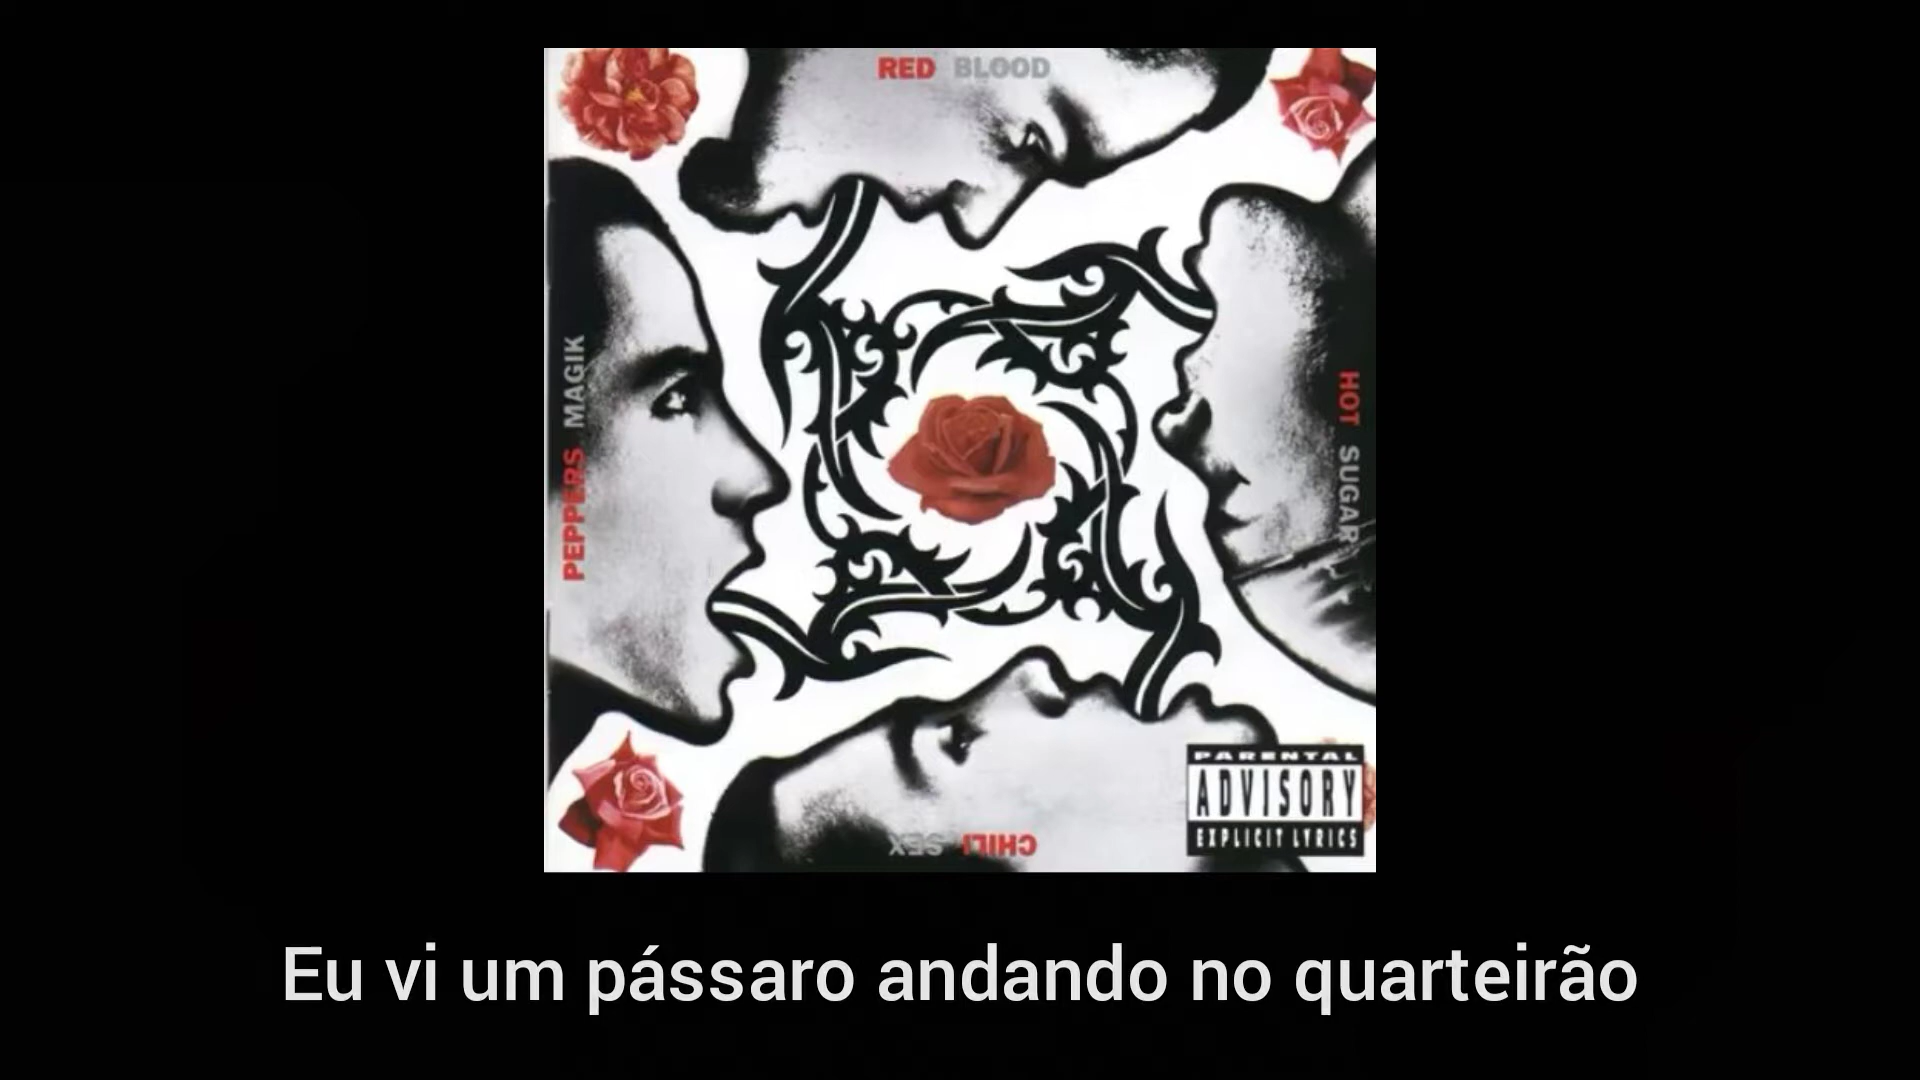 RED BLOOD
HOT SUGAR
CHILI SEX
PEPPERS MAGIK
PARENTAL
ADVISORY
EXPLICIT LYRICS
Eu vi um pássaro andando no quarteirão